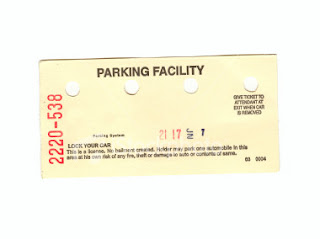 PARKING FACILITY
GIVE TICKET TO
ATTENDANT AT
EXIT WHEN CAR
IS REMOVED
2220-538
Parking System
21 17 JN 7
LOCK YOUR CAR
This is a license. No bailment created. Holder may park one automobile in this
area at his own risk of any fire, theft or damage to auto or contents of same.
03 0004